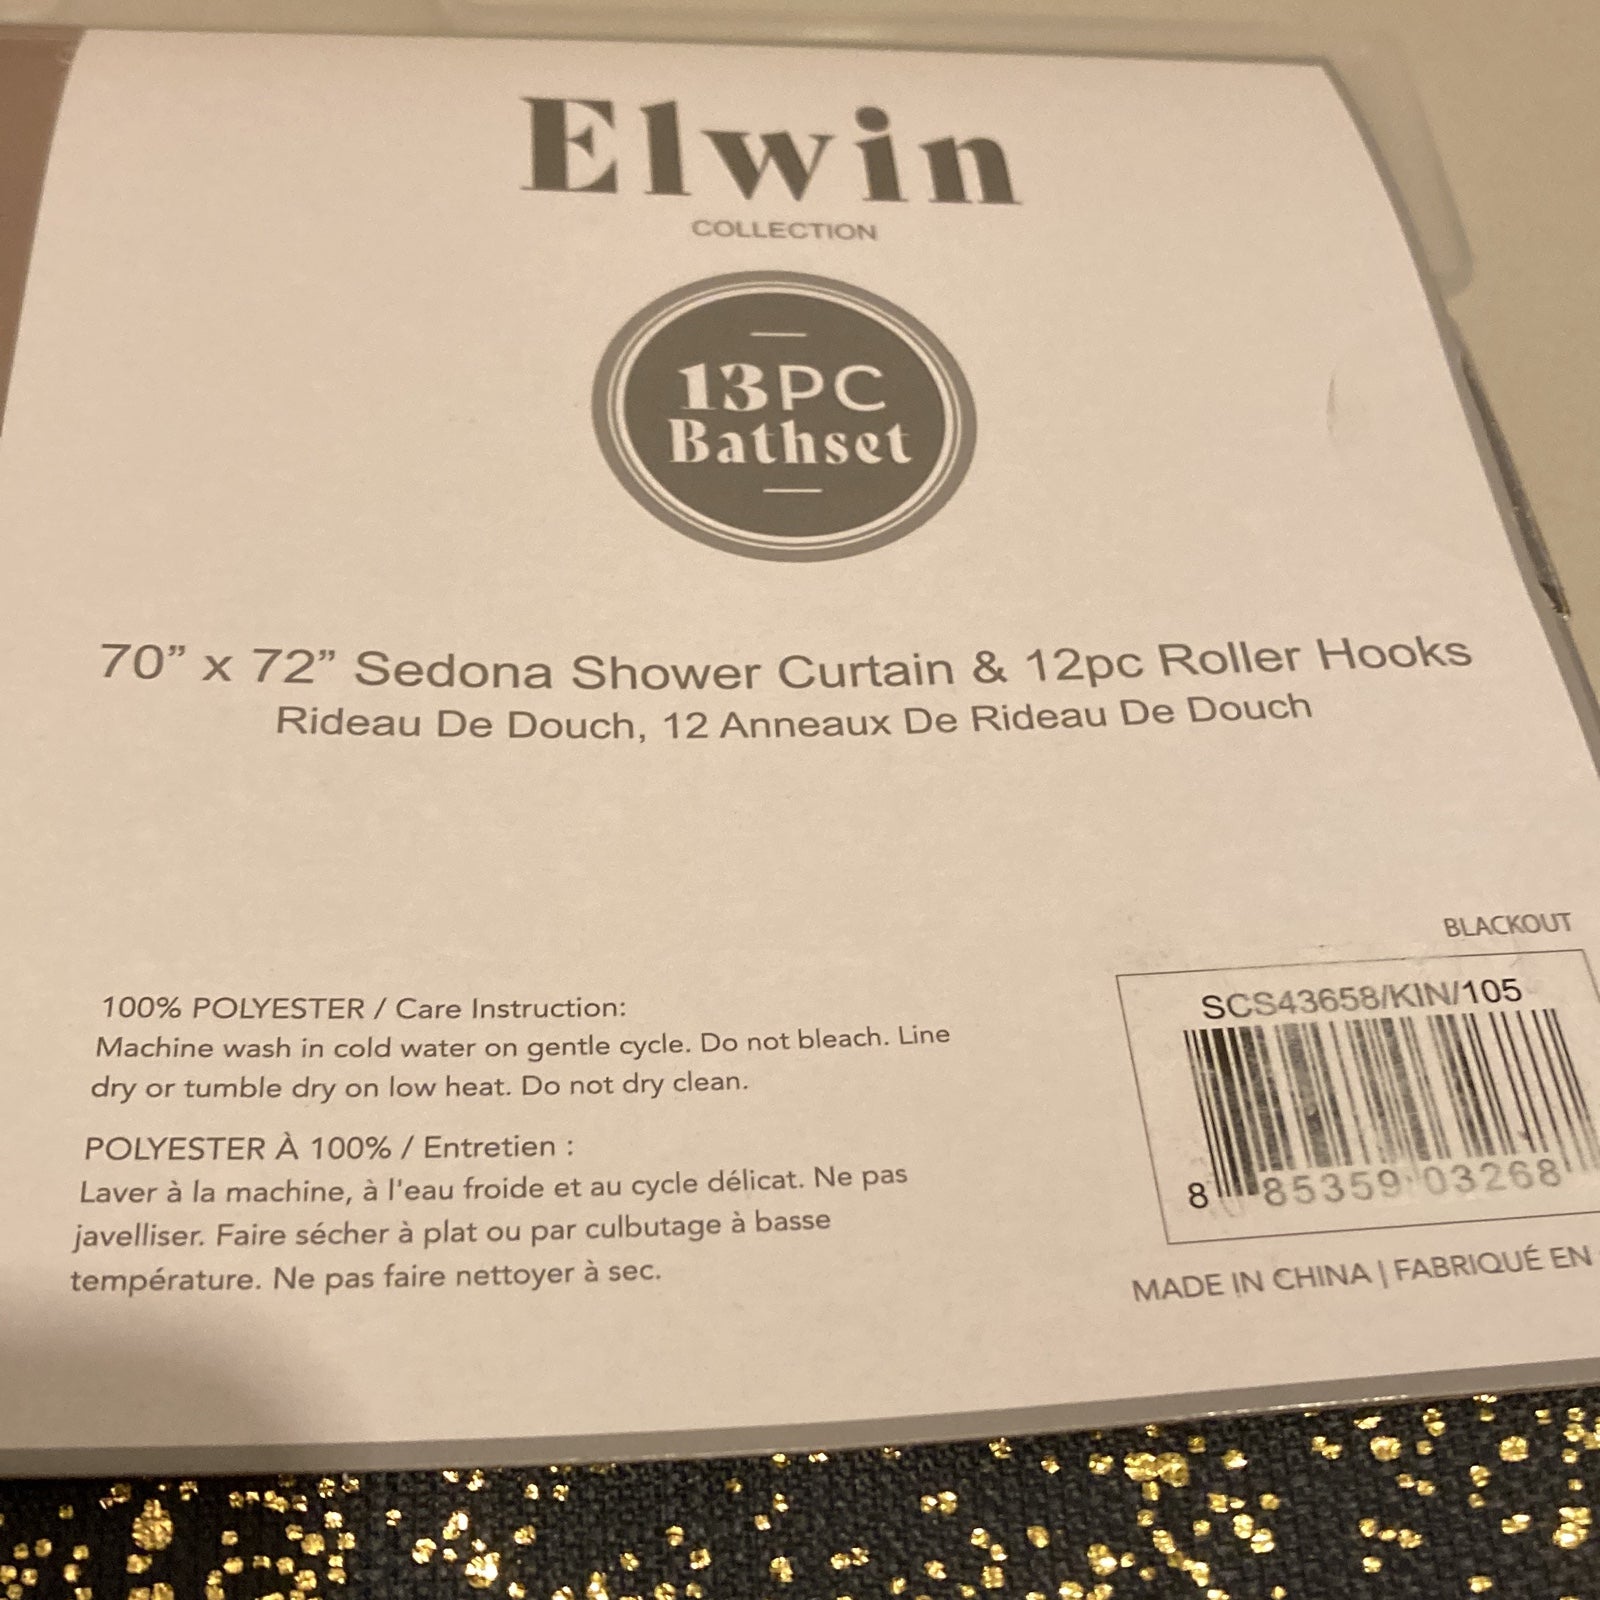 Elwin
COLLECTION
13PC
Bathset
70” x 72” Sedona Shower Curtain & 12pc Roller Hooks
Rideau De Douch, 12 Anneaux De Rideau De Douch
BLACKOUT
SCS43658/KIN/105
8 85359 03268
MADE IN CHINA | FABRIQUÉ EN
100% POLYESTER / Care Instruction:
Machine wash in cold water on gentle cycle. Do not bleach. Line
dry or tumble dry on low heat. Do not dry clean.
POLYESTER À 100% / Entretien :
Laver à la machine, à l'eau froide et au cycle délicat. Ne pas
javelliser. Faire sécher à plat ou par culbutage à basse
température. Ne pas faire nettoyer à sec.